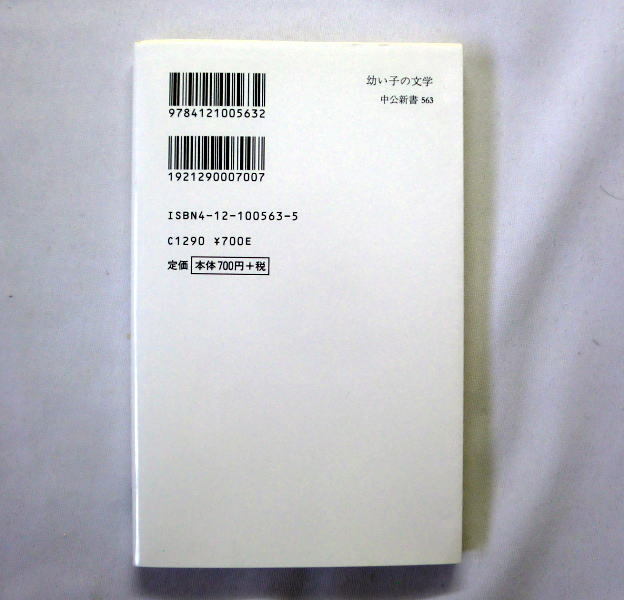 幼い子の文学
中公新書 563
9784121005632
1921290007007
ISBN4-12-100563-5
C1290 ¥700E
定価 本体700円+税